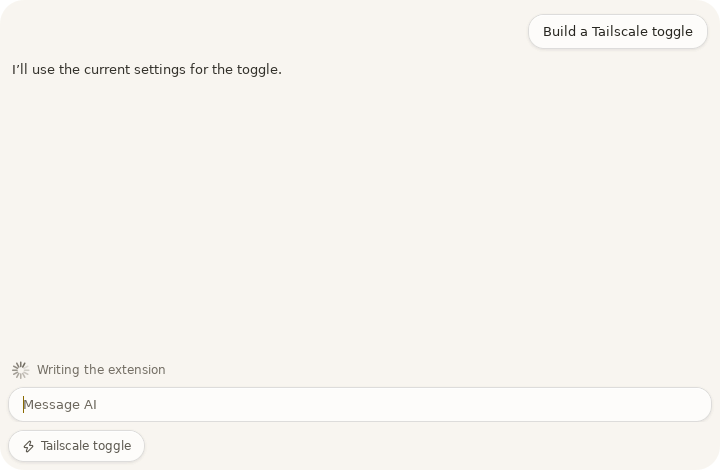 Build a Tailscale toggle
I’ll use the current settings for the toggle.
Writing the extension
Message AI
Tailscale toggle